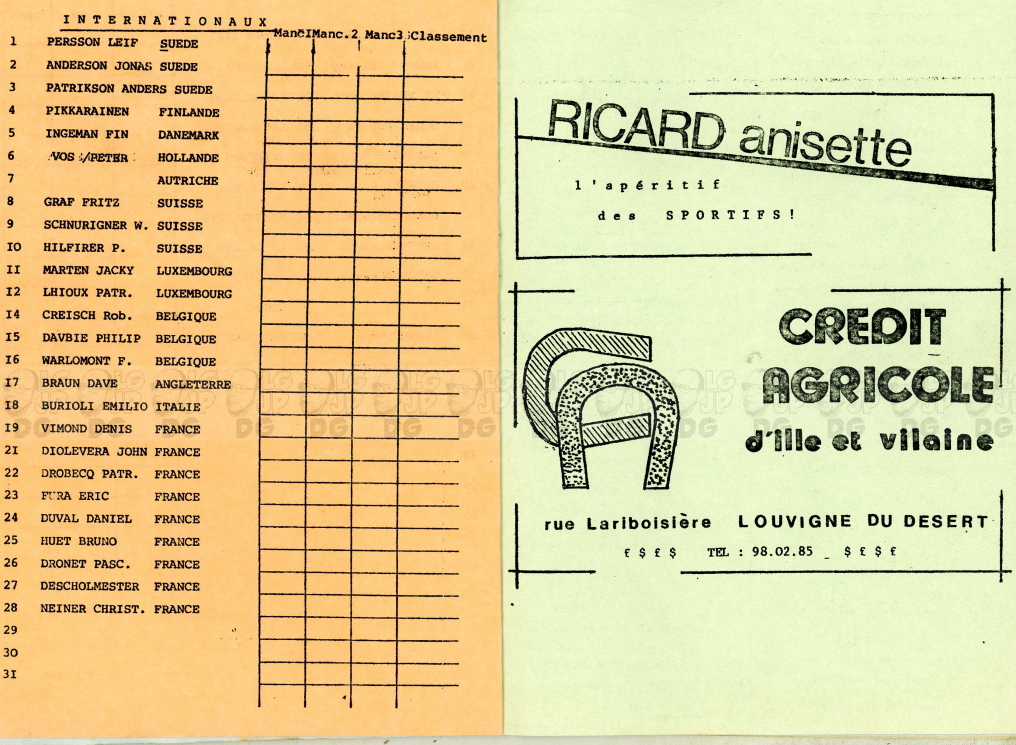 INTERNATIONAUX
Manc1 Manc.2 Manc3 Classement
1 PERSSON LEIF SUEDE
2 ANDERSON JONAS SUEDE
3 PATRIKSON ANDERS SUEDE
4 PIKKARAINEN FINLANDE
5 INGEMAN FIN DANEMARK
6 VOS PETER HOLLANDE
7 AUTRICHE
8 GRAF FRITZ SUISSE
9 SCHNURIGNER W. SUISSE
IO HILFIRER P. SUISSE
II MARTEN JACKY LUXEMBOURG
I2 LHIOUX PATR. LUXEMBOURG
I4 CREISCH Rob. BELGIQUE
I5 DAVBIE PHILIP BELGIQUE
I6 WARLOMONT F. BELGIQUE
I7 BRAUN DAVE ANGLETERRE
I8 BURIOLI EMILIO ITALIE
I9 VIMOND DENIS FRANCE
2I DIOLEVERA JOHN FRANCE
22 DROBECQ PATR. FRANCE
23 FURA ERIC FRANCE
24 DUVAL DANIEL FRANCE
25 HUET BRUNO FRANCE
26 DRONET PASC. FRANCE
27 DESCHOLMESTER FRANCE
28 NEINER CHRIST. FRANCE
29
30
3I
RICARD anisette
l'apéritif
des SPORTIFS!
CREDIT
AGRICOLE
d'ille et vilaine
rue Lariboisière LOUVIGNE DU DESERT
£ $ £ $ TEL : 98.02.85 _ $ £ $ £